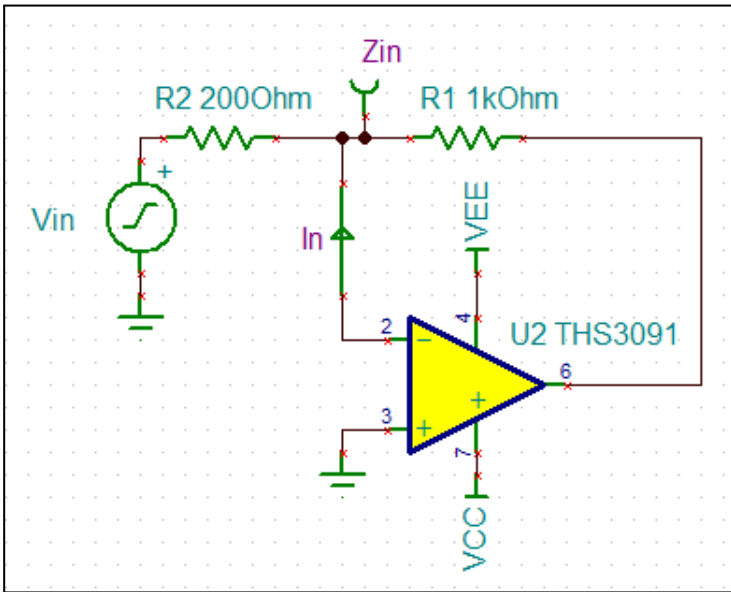 Zin
R2 200Ohm
R1 1kOhm
+
Vin
In
VEE
4
2
−
U2 THS3091
6
3
+
+
7
VCC